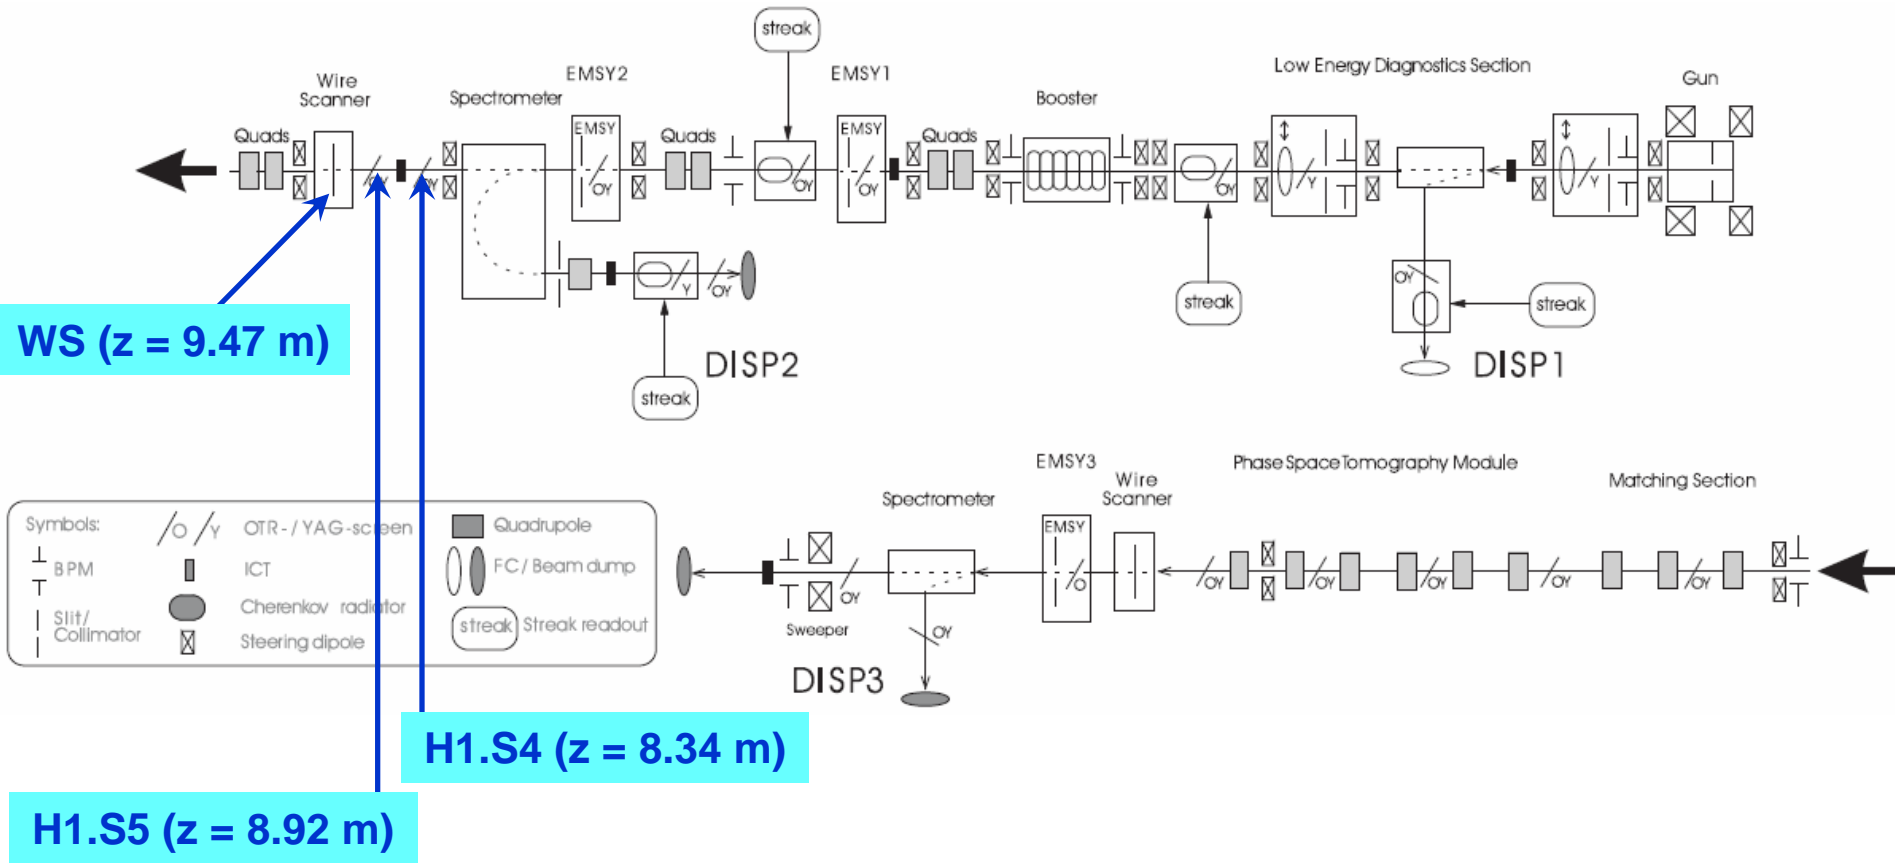 streak
Wire
Scanner
Spectrometer
EMSY2
EMSY1
Booster
Low Energy Diagnostics Section
Gun
Quads
EMSY
OY
Quads
OY
EMSY
OY
Quads
OY
Y
Y
OY
OY
Y
OY
OY
streak
streak
WS (z = 9.47 m)
DISP2
DISP1
streak
EMSY3
Wire
Scanner
Phase Space Tomography Module
Matching Section
Spectrometer
EMSY
O
OY
OY
OY
OY
OY
OY
Sweeper
OY
DISP3
Symbols:
O Y OTR- / YAG-screen
Quadrupole
BPM
ICT
FC / Beam dump
Cherenkov radiator
Slit/
Collimator
Steering dipole
streak Streak readout
H1.S4 (z = 8.34 m)
H1.S5 (z = 8.92 m)